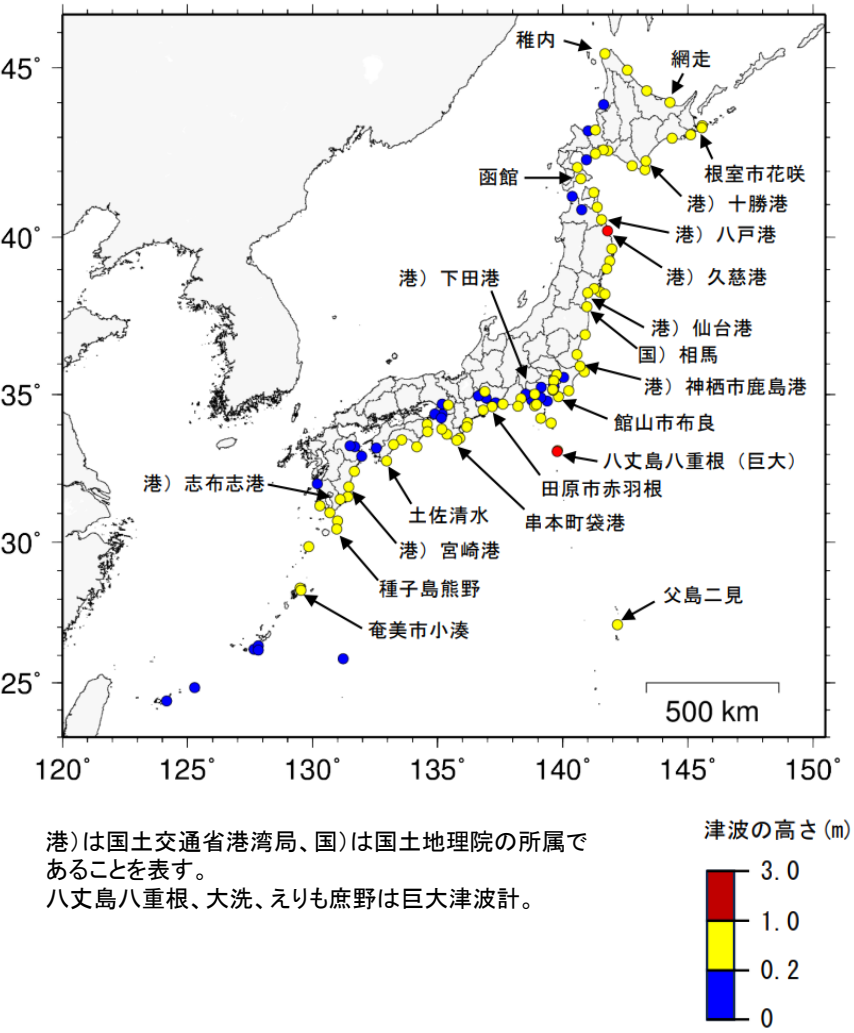 稚内
45°
網走
根室市花咲
函館
港）十勝港
港）八戸港
40°
港）久慈港
港）下田港
港）仙台港
国）相馬
港）神栖市鹿島港
35°
館山市布良
八丈島八重根（巨大）
港）志布志港
田原市赤羽根
土佐清水
串本町袋港
30°
港）宮崎港
種子島熊野
父島二見
奄美市小湊
25°
500 km
120°
125°
130°
135°
140°
145°
150°
港）は国土交通省港湾局、国）は国土地理院の所属で
あることを表す。
八丈島八重根、大洗、えりも庶野は巨大津波計。
津波の高さ(m)
3.0
1.0
0.2
0